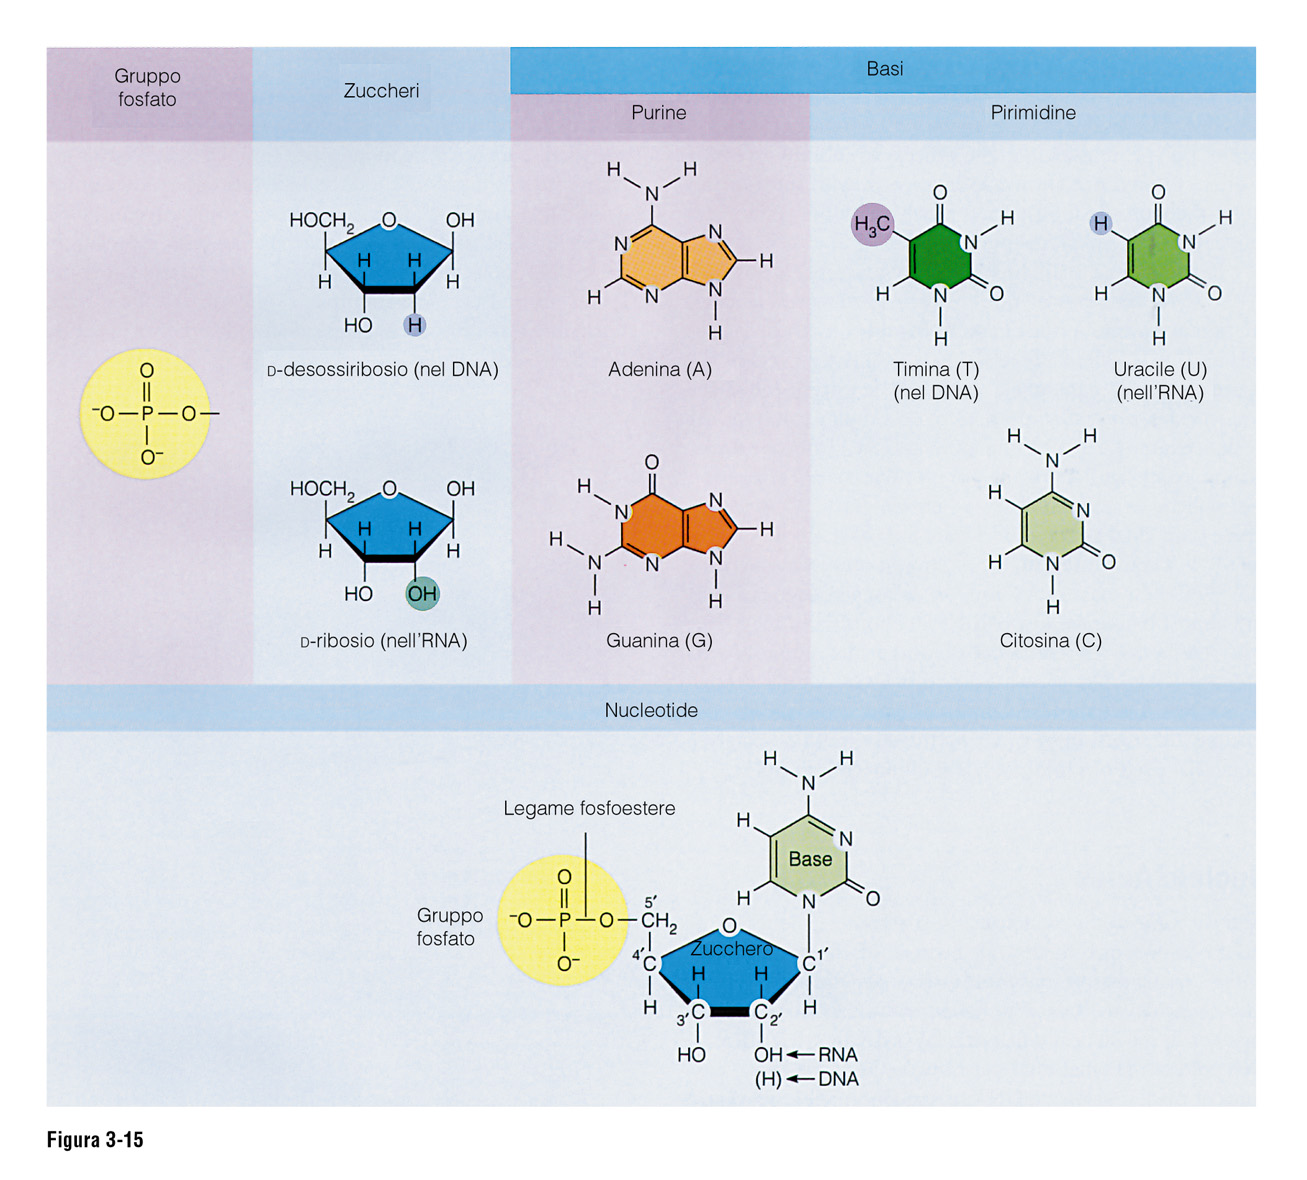 Gruppo
fosfato
Zuccheri
Basi
Purine
Pirimidine
HOCH2
O
OH
H
H
H
H
HO
H
D-desossiribosio (nel DNA)
H
H
N
N
N
N
N
H
H
H
Adenina (A)
O
H3C
H
N
H
N
O
H
Timina (T)
(nel DNA)
O
H
H
N
H
N
O
H
Uracile (U)
(nell'RNA)
O
⁻O—P—O—
O⁻
HOCH2
O
OH
H
H
H
H
HO
OH
D-ribosio (nell'RNA)
O
H
N
N
H
N
H
N
N
H
H
Guanina (G)
H
H
N
H
N
H
N
O
H
Citosina (C)
Nucleotide
H
H
N
Legame fosfoestere
H
N
Base
H
N
O
Gruppo
fosfato
O
⁻O—P—O—CH2
5′
O⁻
O
Zucchero
4′C
C1′
H
H
H
H
3′C
C2′
HO
OH ← RNA
(H) ← DNA
Figura 3-15